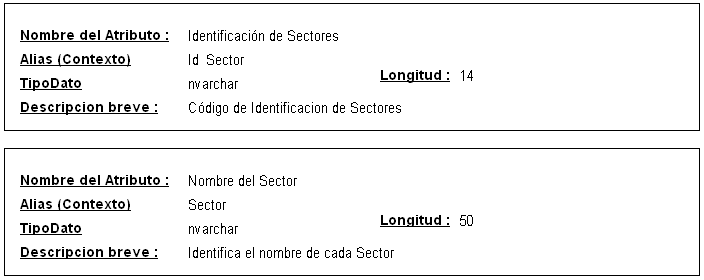 Nombre del Atributo : Identificación de Sectores
Alias (Contexto) Id Sector
TipoDato nvarchar Longitud : 14
Descripcion breve : Código de Identificacion de Sectores
Nombre del Atributo : Nombre del Sector
Alias (Contexto) Sector
TipoDato nvarchar Longitud : 50
Descripcion breve : Identifica el nombre de cada Sector